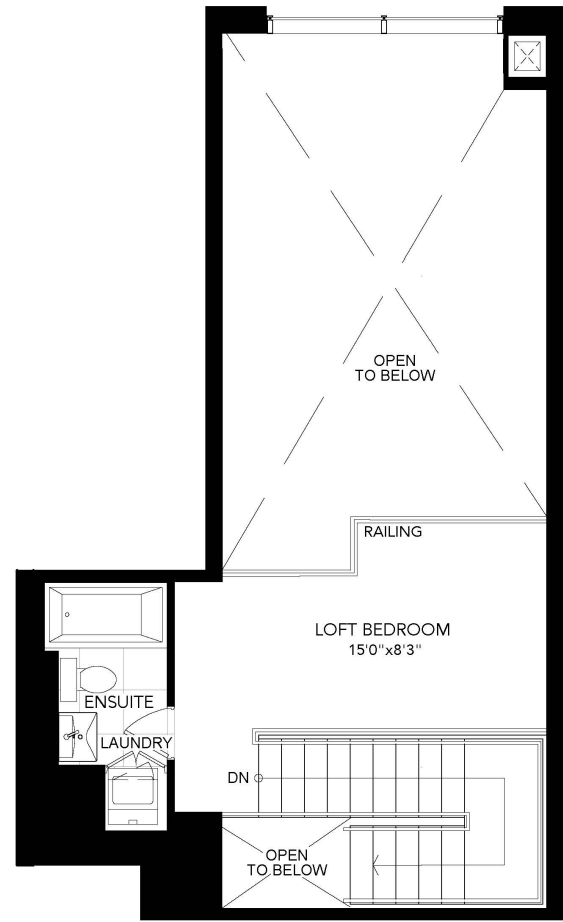 OPEN
TO BELOW
RAILING
LOFT BEDROOM
15'0"x8'3"
ENSUITE
LAUNDRY
DN
OPEN
TO BELOW